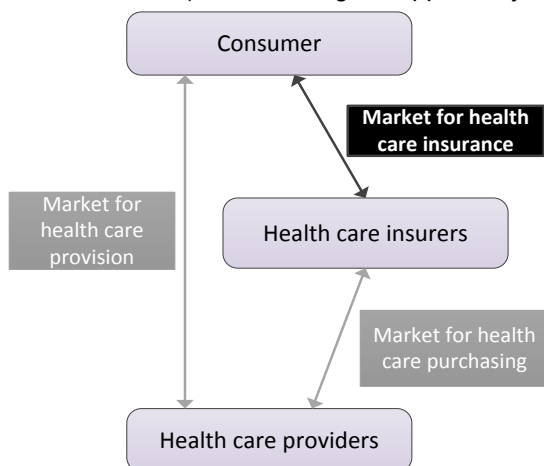 Consumer
Market for health
care insurance
Market for
health care
provision
Health care insurers
Market for health
care purchasing
Health care providers